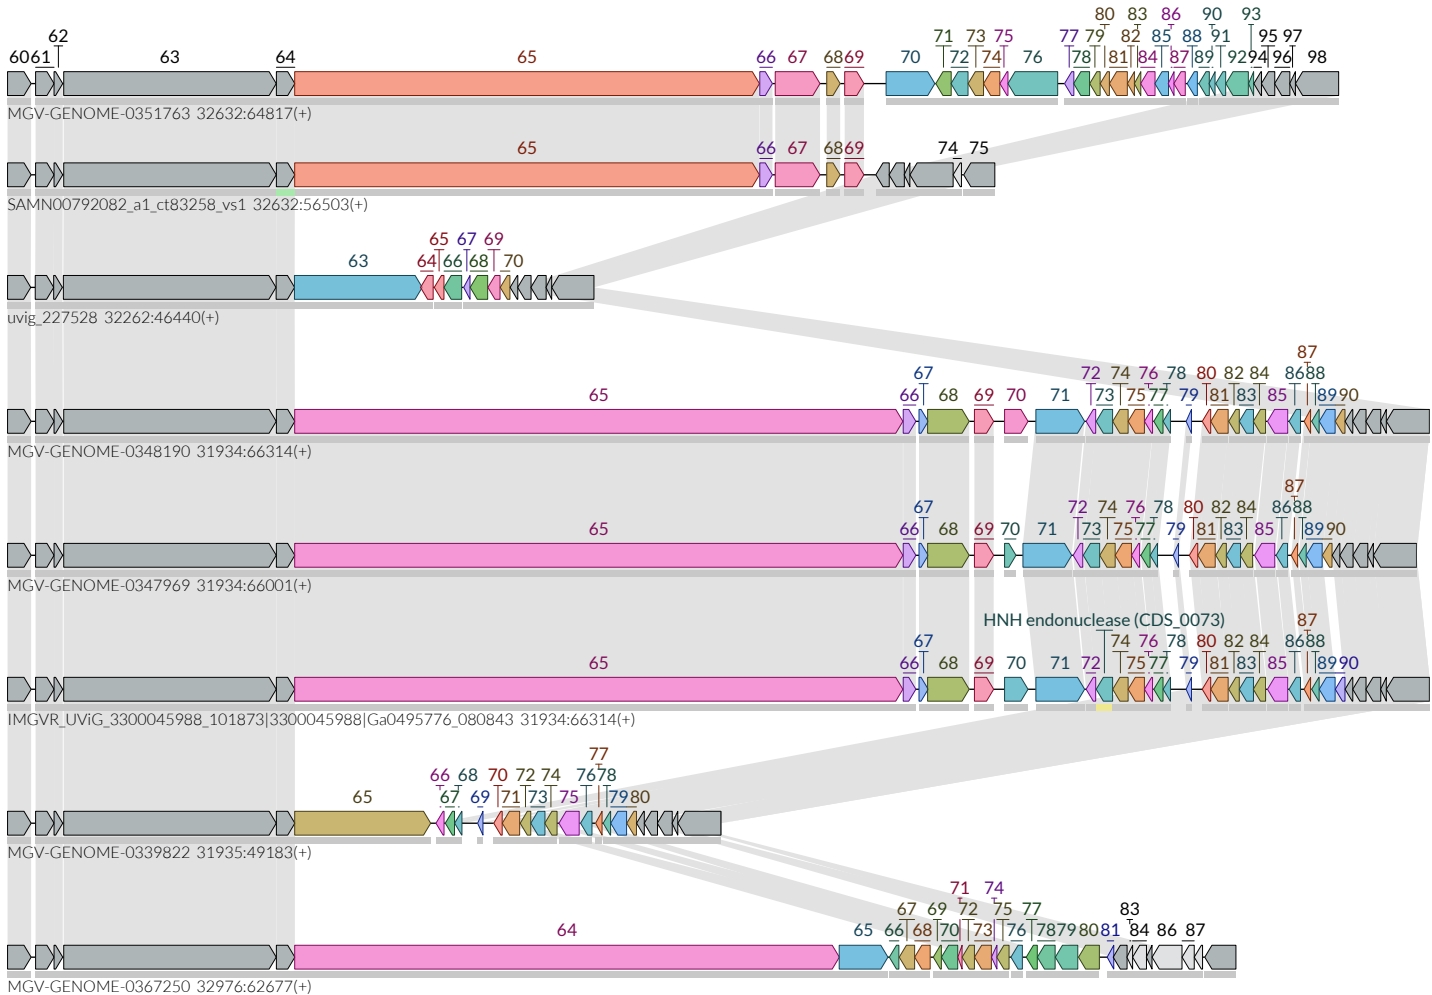 80 83 86 90 93
62 71 73 75 77 79 82 85 88 91 95 97
60 61 63 64 65 66 67 68 69 70 72 74 76 78 81 84 87 89 92 94 96 98
MGV-GENOME-0351763 32632:64817(+)
65 66 67 68 69 74 75
SAMN00792082_a1_ct83258_vs1 32632:56503(+)
65 67 69
63 64 66 68 70
uvig_227528 32262:46440(+)
87
67 72 74 76 78 80 82 84 86 88
65 66 68 69 70 71 73 75 77 79 81 83 85 89 90
MGV-GENOME-0348190 31934:66314(+)
87
67 72 74 76 78 80 82 84 86 88
65 66 68 69 70 71 73 75 77 79 81 83 85 89 90
MGV-GENOME-0347969 31934:66001(+)
HNH endonuclease (CDS_0073) 87
67 74 76 78 80 82 84 86 88
65 66 68 69 70 71 72 75 77 79 81 83 85 89 90
IMGVR_UViG_3300045988_101873|3300045988|Ga0495776_080843 31934:66314(+)
77
66 68 70 72 74 76 78
65 67 69 71 73 75 79 80
MGV-GENOME-0339822 31935:49183(+)
71 74
67 69 72 75 77 83
64 65 66 68 70 73 76 78 79 80 81 84 86 87
MGV-GENOME-0367250 32976:62677(+)